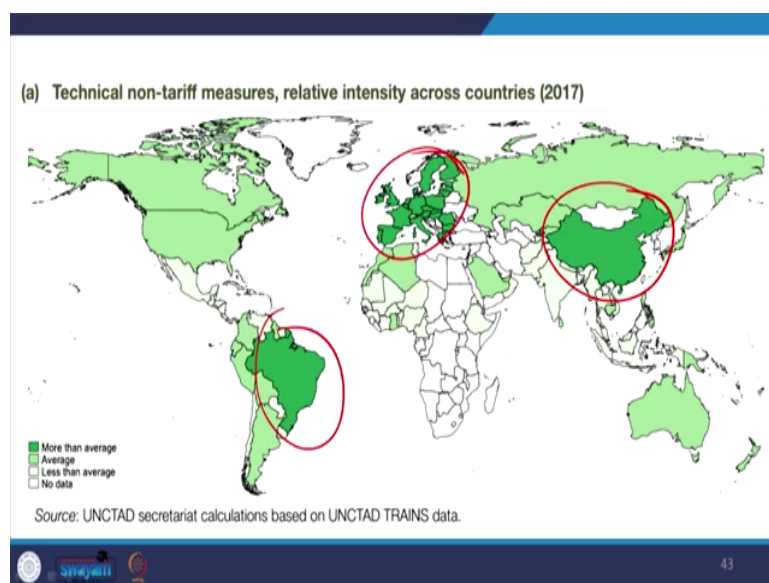 (a) Technical non-tariff measures, relative intensity across countries (2017)
More than average
Average
Less than average
No data
Source: UNCTAD secretariat calculations based on UNCTAD TRAINS data.
swayam
43